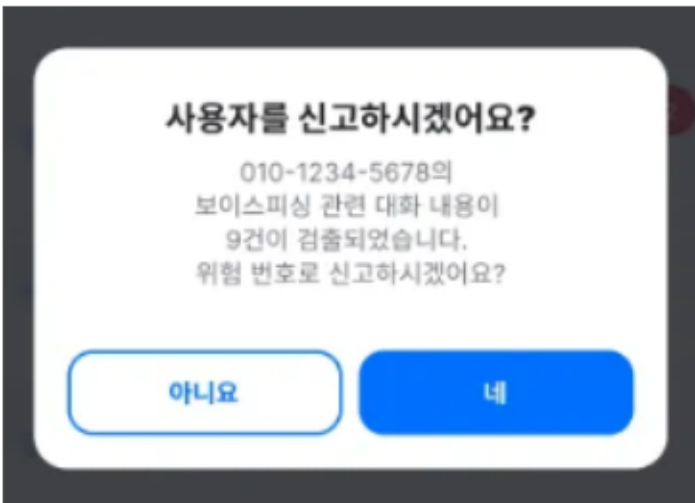 사용자를 신고하시겠어요?
010-1234-5678의
보이스피싱 관련 대화 내용이
9건이 검출되었습니다.
위험 번호로 신고하시겠어요?
아니요
네